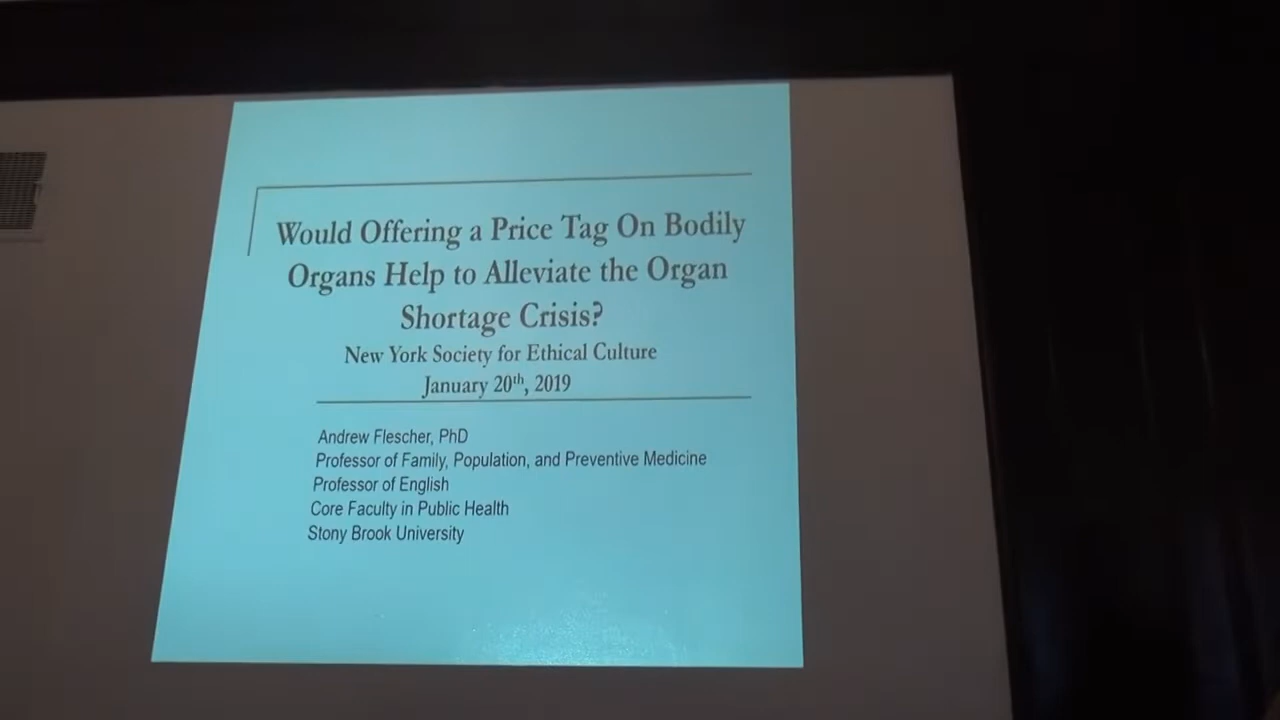 Would Offering a Price Tag On Bodily
Organs Help to Alleviate the Organ
Shortage Crisis?
New York Society for Ethical Culture
January 20th, 2019
Andrew Flescher, PhD
Professor of Family, Population, and Preventive Medicine
Professor of English
Core Faculty in Public Health
Stony Brook University